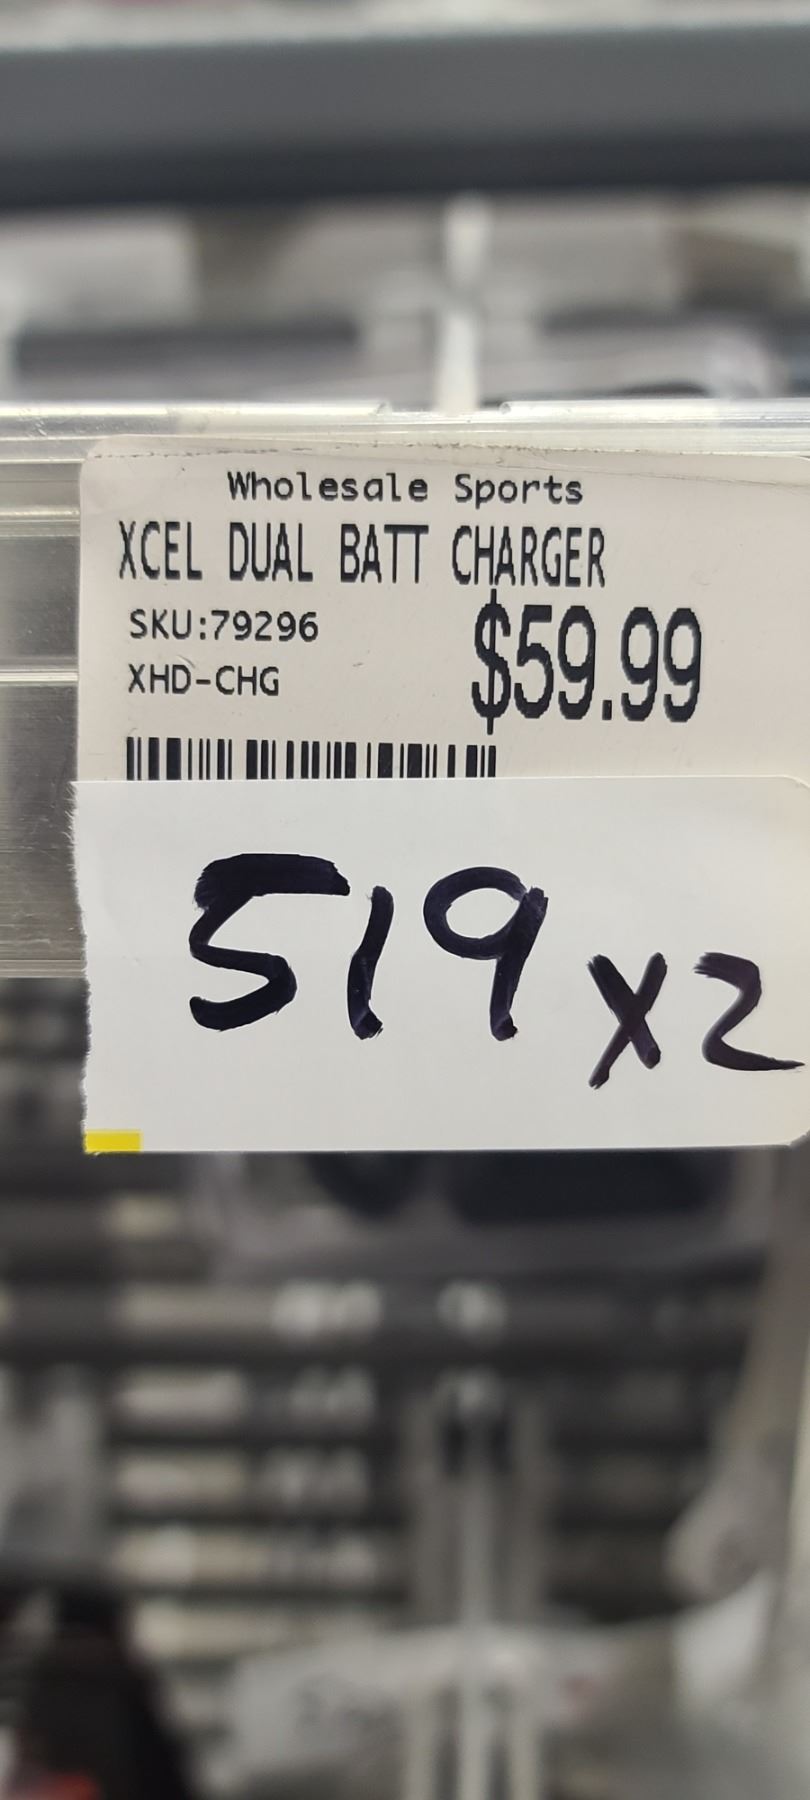 Wholesale Sports
XCEL DUAL BATT CHARGER
SKU:79296
$59.99
XHD-CHG
519 x2